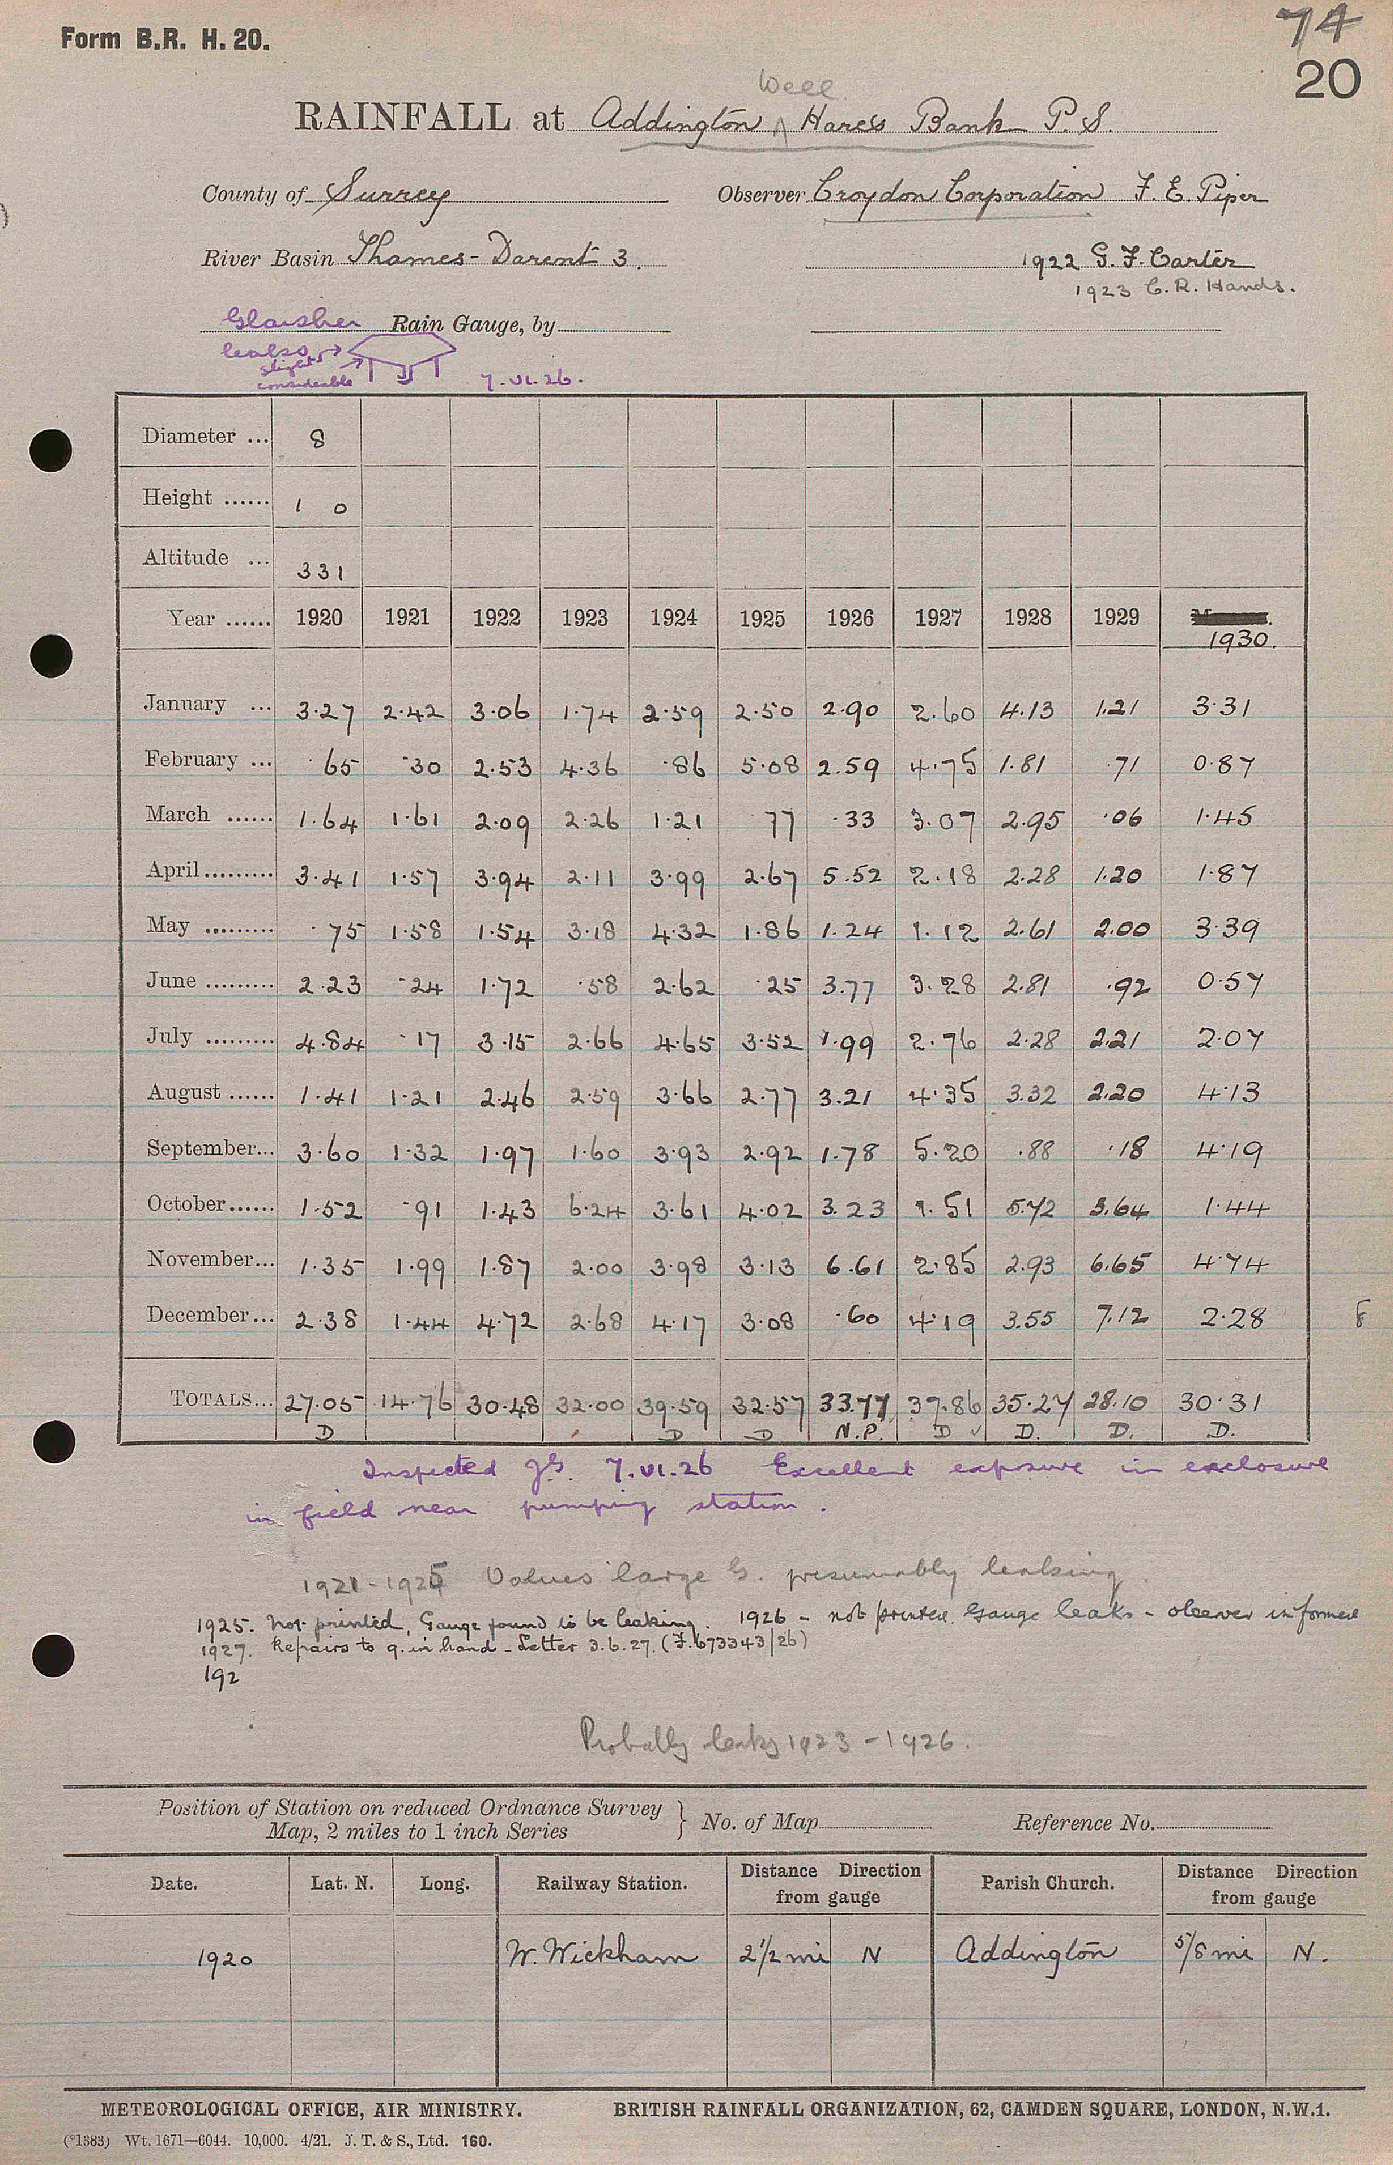 74
Form B.R. H. 20.
20
Well
RAINFALL at Addington ∧ Hares Bank P.S.
County of Surrey Observer Croydon Corporation F. E. Piper
River Basin Thames - Darent 3. 1922 G. F. Carter
1923 C. R. Hands.
Glaisher Rain Gauge, by
leaks →
slight
considerable 7.VI.26.
Diameter ... 8
Height ...... 1 0
Altitude ... 331
Year ...... 1920 1921 1922 1923 1924 1925 1926 1927 1928 1929
1930.
January ... 3·27 2·42 3·06 1·74 2·59 2·50 2·90 2·60 4·13 1·21 3·31
February ... ·65 ·30 2·53 4·36 ·86 5·08 2·59 4·75 1·81 ·71 0·87
March ...... 1·64 1·61 2·09 2·26 1·21 77 ·33 3·07 2·95 ·06 1·45
April......... 3·41 1·57 3·94 2·11 3·99 2·67 5·52 2·18 2·28 1·20 1·87
May ......... ·75 1·58 1·54 3·18 4·32 1·86 1·24 1·12 2·61 2·00 3·39
June ......... 2·23 ·24 1·72 ·58 2·62 ·25 3·77 3·28 2·81 ·92 0·57
July ......... 4·84 ·17 3·15 2·66 4·65 3·52 1·99 2·76 2·28 2·21 2·07
August ...... 1·41 1·21 2·46 2·59 3·66 2·77 3·21 4·35 3·32 2·20 4·13
September... 3·60 1·32 1·97 1·60 3·93 2·92 1·78 5·20 ·88 ·18 4·19
October...... 1·52 ·91 1·43 6·24 3·61 4·02 3·23 1·51 5·72 3·64 1·44
November... 1·35 1·99 1·87 2·00 3·98 3·13 6·61 2·85 2·93 6·65 4·74
December... 2·38 1·44 4·72 2·68 4·17 3·08 ·60 4·19 3·55 7·12 2·28
TOTALS... 27·05 14·76 30·48 32·00 39·59 32·57 33·77 37·86 35·27 28·10 30·31
D D D N.P. D ✓ D. D. D.
Inspected JG. 7.VI.26 Excellent exposure in enclosure
in field near pumping station.
1921-1925 Values large G. presumably leaking
1925. Not printed, Gauge found to be leaking. 1926 - not printed Gauge leaks - observer informed
1927. Repairs to g. in hand - Letter 3.6.27. (F.673343/26)
192
Probally leaks 1923 - 1926.
Position of Station on reduced Ordnance Survey
Map, 2 miles to 1 inch Series } No. of Map Reference No.
Date. Lat. N. Long. Railway Station. Distance Direction from gauge Parish Church. Distance Direction from gauge
1920 W. Wickham 2½ mi N Addington 5/8 mi N.
METEOROLOGICAL OFFICE, AIR MINISTRY. BRITISH RAINFALL ORGANIZATION, 62, CAMDEN SQUARE, LONDON, N.W.1.
(*1383) Wt. 1671—6044. 10,000. 4/21. J. T. & S., Ltd. 160.